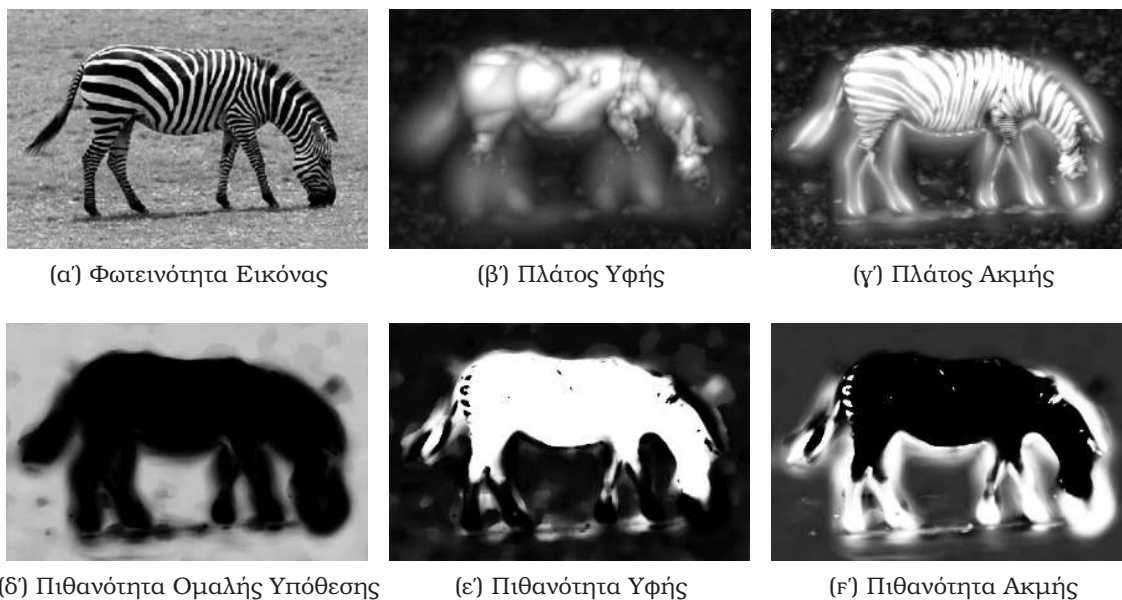 (α') Φωτεινότητα Εικόνας
(β') Πλάτος Υφής
(γ') Πλάτος Ακμής
(δ') Πιθανότητα Ομαλής Υπόθεσης
(ε') Πιθανότητα Υφής
(ϝ') Πιθανότητα Ακμής